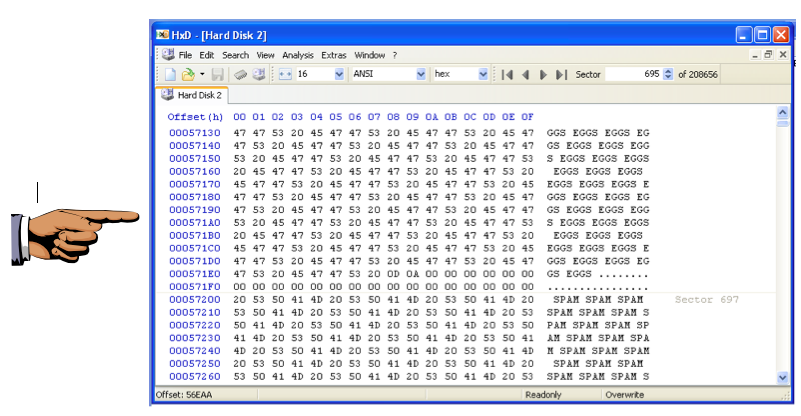 HxD - [Hard Disk 2]
File Edit Search View Analysis Extras Window ?
16 ANSI hex Sector 695 of 208656
Hard Disk 2
Offset(h) 00 01 02 03 04 05 06 07 08 09 0A 0B 0C 0D 0E 0F
00057130 47 47 53 20 45 47 47 53 20 45 47 47 53 20 45 47 GGS EGGS EGGS EG
00057140 47 53 20 45 47 47 53 20 45 47 47 53 20 45 47 47 GS EGGS EGGS EGG
00057150 53 20 45 47 47 53 20 45 47 47 53 20 45 47 47 53 S EGGS EGGS EGGS
00057160 20 45 47 47 53 20 45 47 47 53 20 45 47 47 53 20 EGGS EGGS EGGS
00057170 45 47 47 53 20 45 47 47 53 20 45 47 47 53 20 45 EGGS EGGS EGGS E
00057180 47 47 53 20 45 47 47 53 20 45 47 47 53 20 45 47 GGS EGGS EGGS EG
00057190 47 53 20 45 47 47 53 20 45 47 47 53 20 45 47 47 GS EGGS EGGS EGG
000571A0 53 20 45 47 47 53 20 45 47 47 53 20 45 47 47 53 S EGGS EGGS EGGS
000571B0 20 45 47 47 53 20 45 47 47 53 20 45 47 47 53 20 EGGS EGGS EGGS
000571C0 45 47 47 53 20 45 47 47 53 20 45 47 47 53 20 45 EGGS EGGS EGGS E
000571D0 47 47 53 20 45 47 47 53 20 45 47 47 53 20 45 47 GGS EGGS EGGS EG
000571E0 47 53 20 45 47 47 53 20 0D 0A 00 00 00 00 00 00 GS EGGS ........
000571F0 00 00 00 00 00 00 00 00 00 00 00 00 00 00 00 00 ................
00057200 20 53 50 41 4D 20 53 50 41 4D 20 53 50 41 4D 20 SPAM SPAM SPAM Sector 697
00057210 53 50 41 4D 20 53 50 41 4D 20 53 50 41 4D 20 53 SPAM SPAM SPAM S
00057220 50 41 4D 20 53 50 41 4D 20 53 50 41 4D 20 53 50 PAM SPAM SPAM SP
00057230 41 4D 20 53 50 41 4D 20 53 50 41 4D 20 53 50 41 AM SPAM SPAM SPA
00057240 4D 20 53 50 41 4D 20 53 50 41 4D 20 53 50 41 4D M SPAM SPAM SPAM
00057250 20 53 50 41 4D 20 53 50 41 4D 20 53 50 41 4D 20 SPAM SPAM SPAM
00057260 53 50 41 4D 20 53 50 41 4D 20 53 50 41 4D 20 53 SPAM SPAM SPAM S
Offset: 56EAA Readonly Overwrite